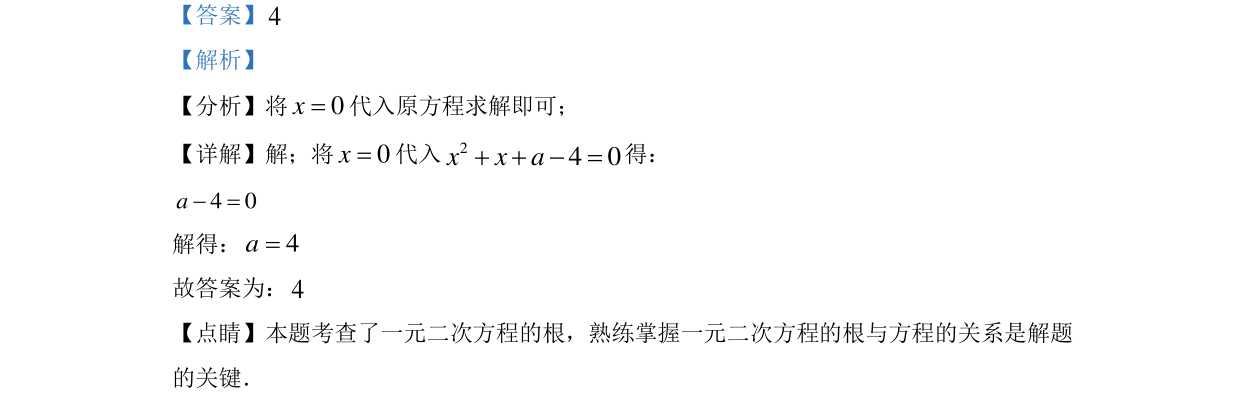 【答案】4
【解析】
【分析】将 x = 0 代入原方程求解即可；
【详解】解；将 x = 0 代入 x² + x + a − 4 = 0 得：
a − 4 = 0
解得：a = 4
故答案为：4
【点睛】本题考查了一元二次方程的根，熟练掌握一元二次方程的根与方程的关系是解题
的关键．